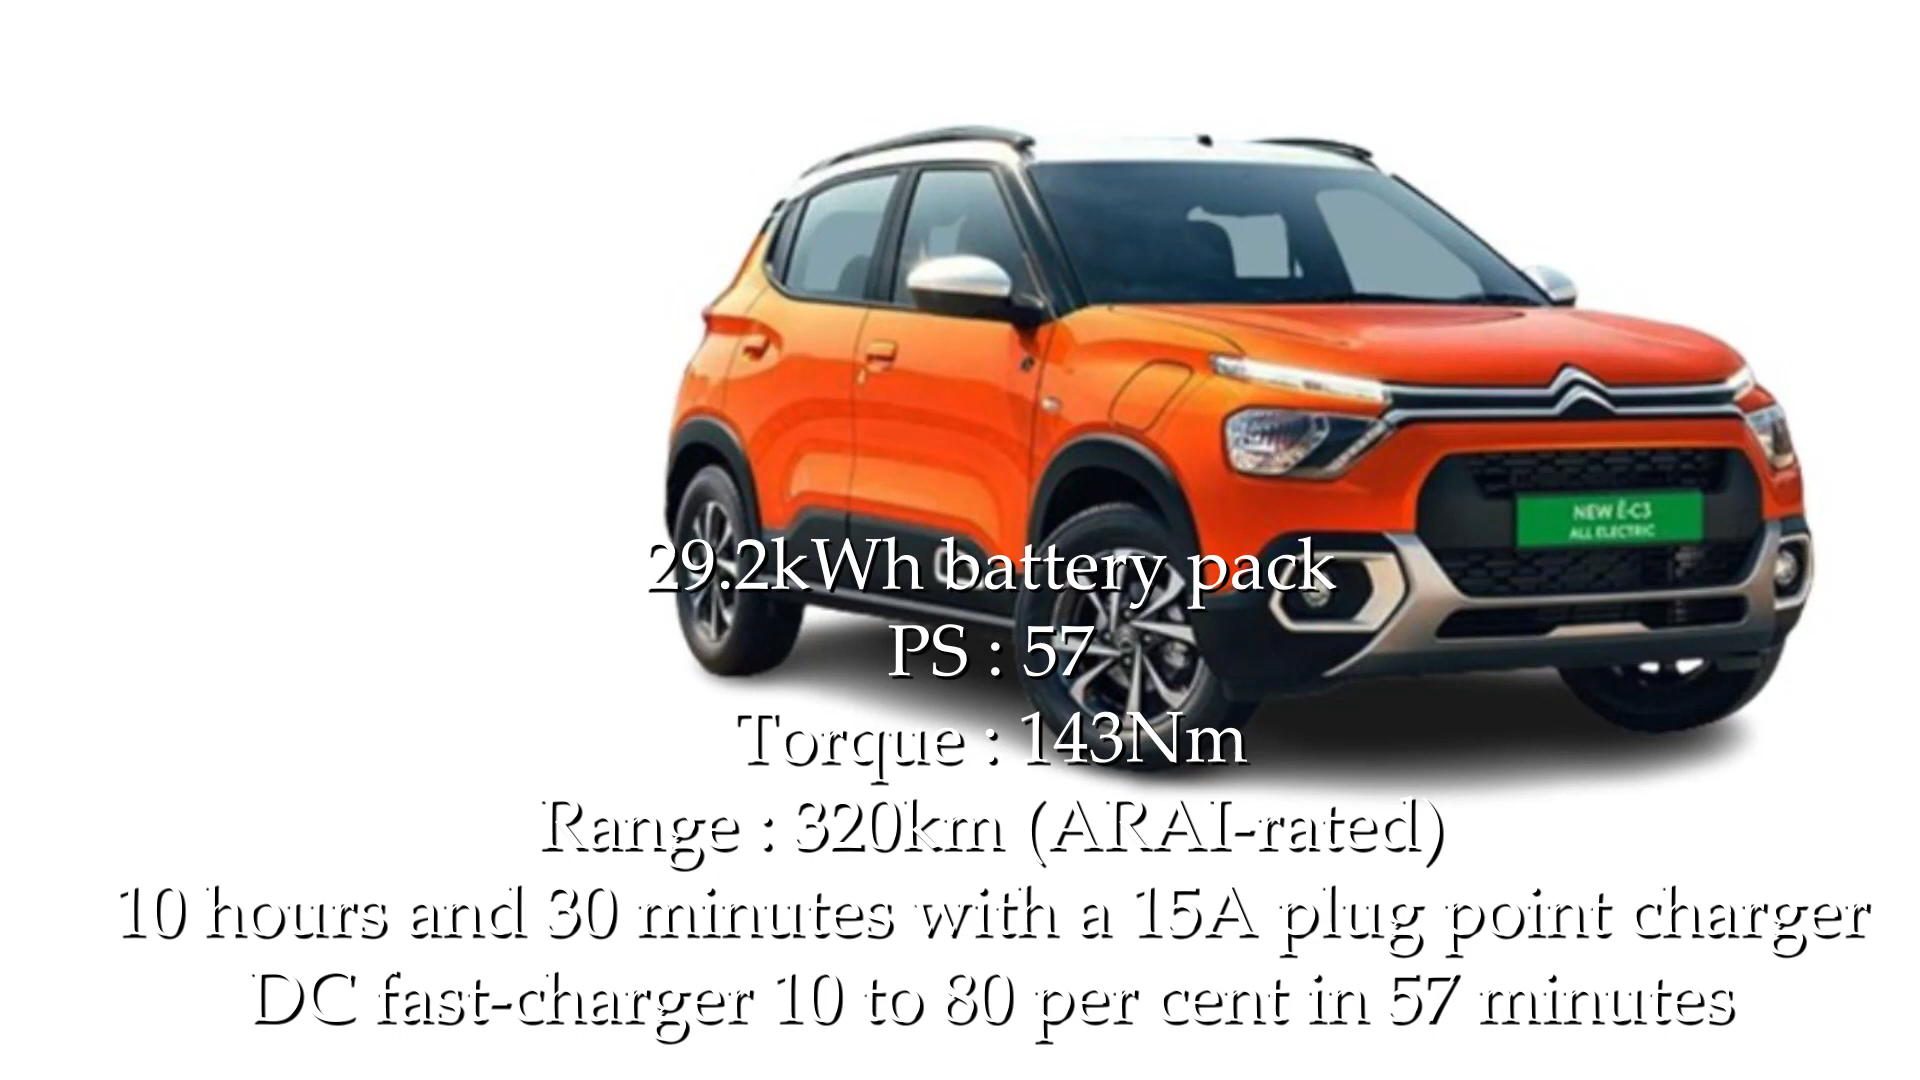 NEW Ë-C3
ALL ELECTRIC
29.2kWh battery pack
PS : 57
Torque : 143Nm
Range : 320km (ARAI-rated)
10 hours and 30 minutes with a 15A plug point charger
DC fast-charger 10 to 80 per cent in 57 minutes